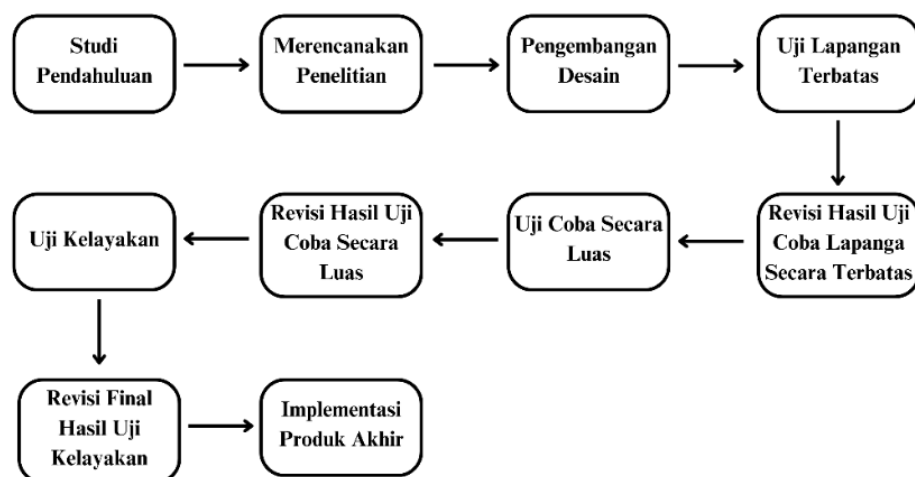 Studi
Pendahuluan
Merencanakan
Penelitian
Pengembangan
Desain
Uji Lapangan
Terbatas
Revisi Hasil Uji
Coba Lapanga
Secara Terbatas
Uji Coba Secara
Luas
Revisi Hasil Uji
Coba Secara
Luas
Uji Kelayakan
Revisi Final
Hasil Uji
Kelayakan
Implementasi
Produk Akhir